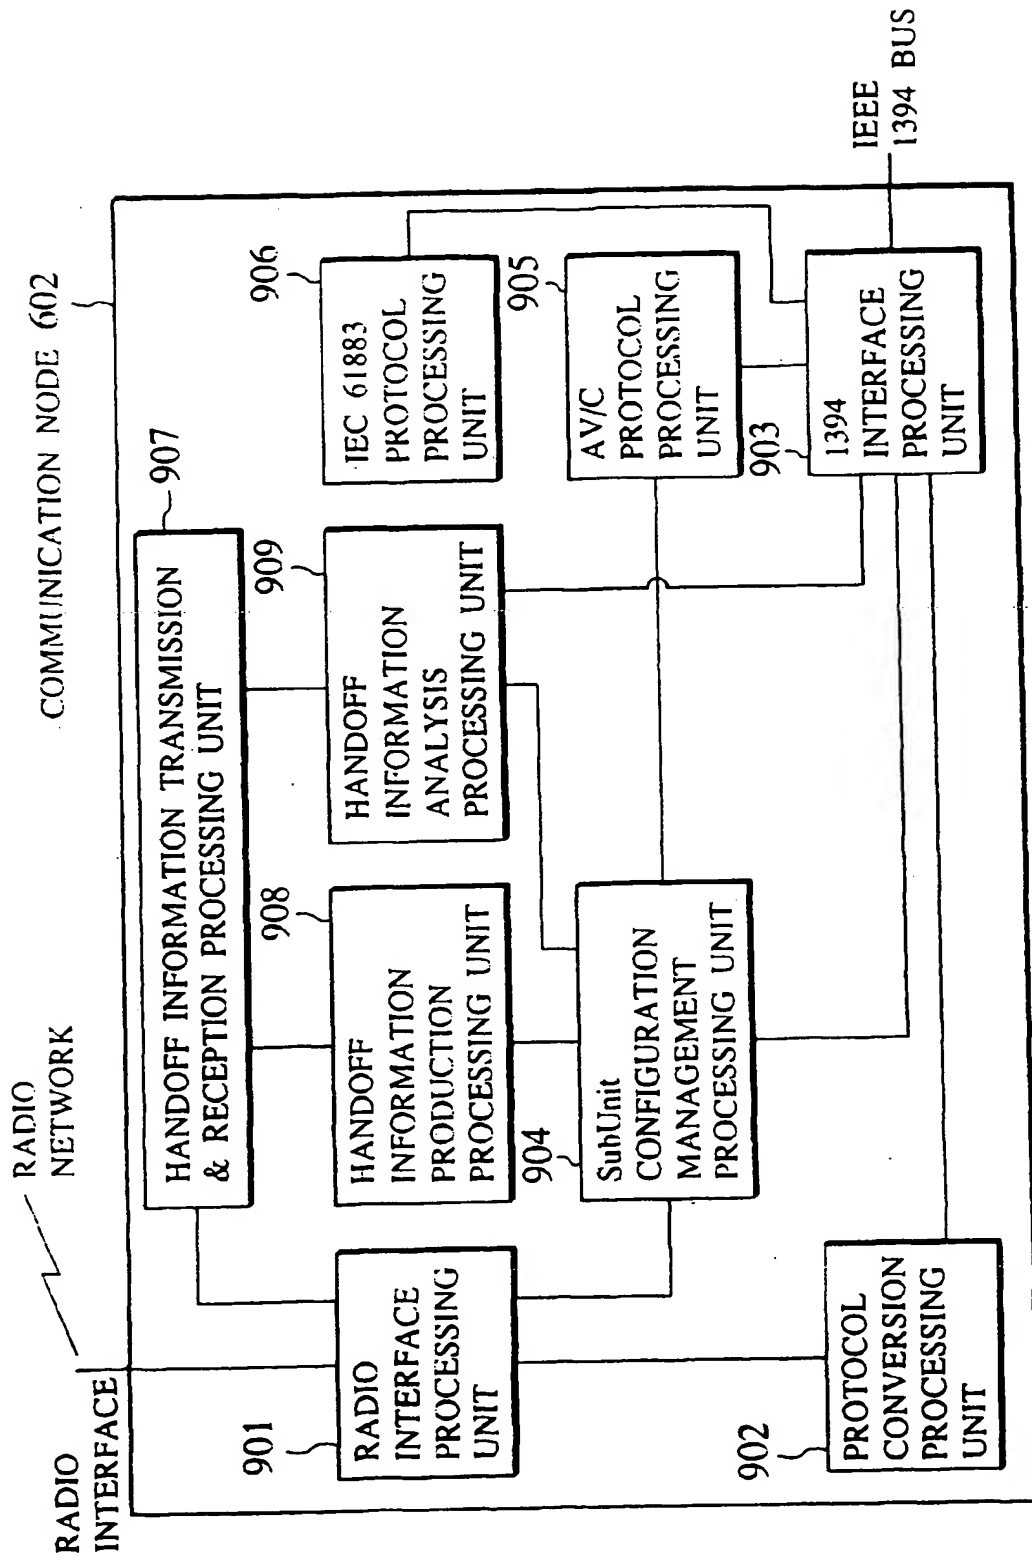 COMMUNICATION NODE 602
RADIO
NETWORK
RADIO
INTERFACE
907
HANDOFF INFORMATION TRANSMISSION
& RECEPTION PROCESSING UNIT
901
RADIO
INTERFACE
PROCESSING
UNIT
908
HANDOFF
INFORMATION
PRODUCTION
PROCESSING UNIT
909
HANDOFF
INFORMATION
ANALYSIS
PROCESSING UNIT
906
IEC 61883
PROTOCOL
PROCESSING
UNIT
904
SubUnit
CONFIGURATION
MANAGEMENT
PROCESSING UNIT
905
AV/C
PROTOCOL
PROCESSING
UNIT
902
PROTOCOL
CONVERSION
PROCESSING
UNIT
903
1394
INTERFACE
PROCESSING
UNIT
IEEE
1394 BUS